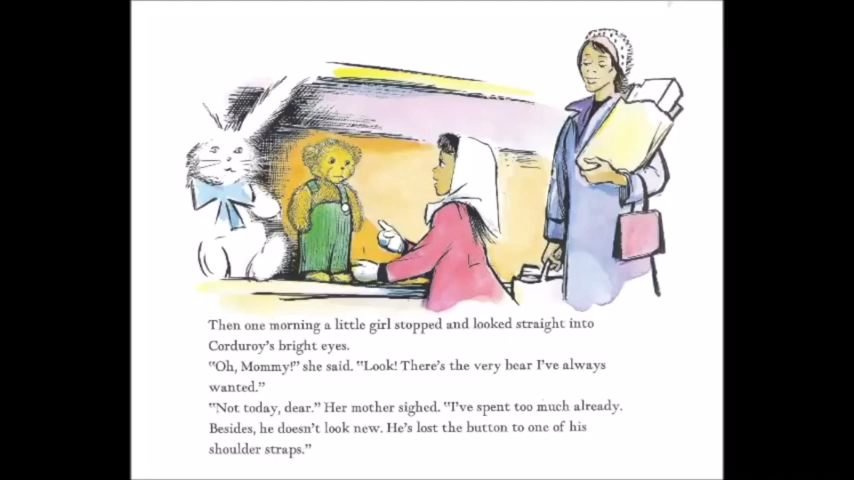 Then one morning a little girl stopped and looked straight into
Corduroy's bright eyes.
"Oh, Mommy!" she said. "Look! There's the very bear I've always
wanted."
"Not today, dear." Her mother sighed. "I've spent too much already.
Besides, he doesn't look new. He's lost the button to one of his
shoulder straps."